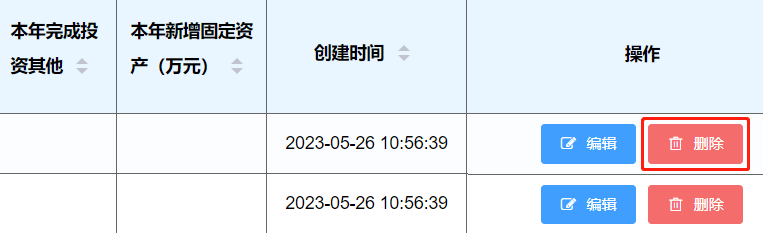 本年完成投
资其他
本年新增固定资
产（万元）
创建时间
操作
2023-05-26 10:56:39
编辑
删除
2023-05-26 10:56:39
编辑
删除